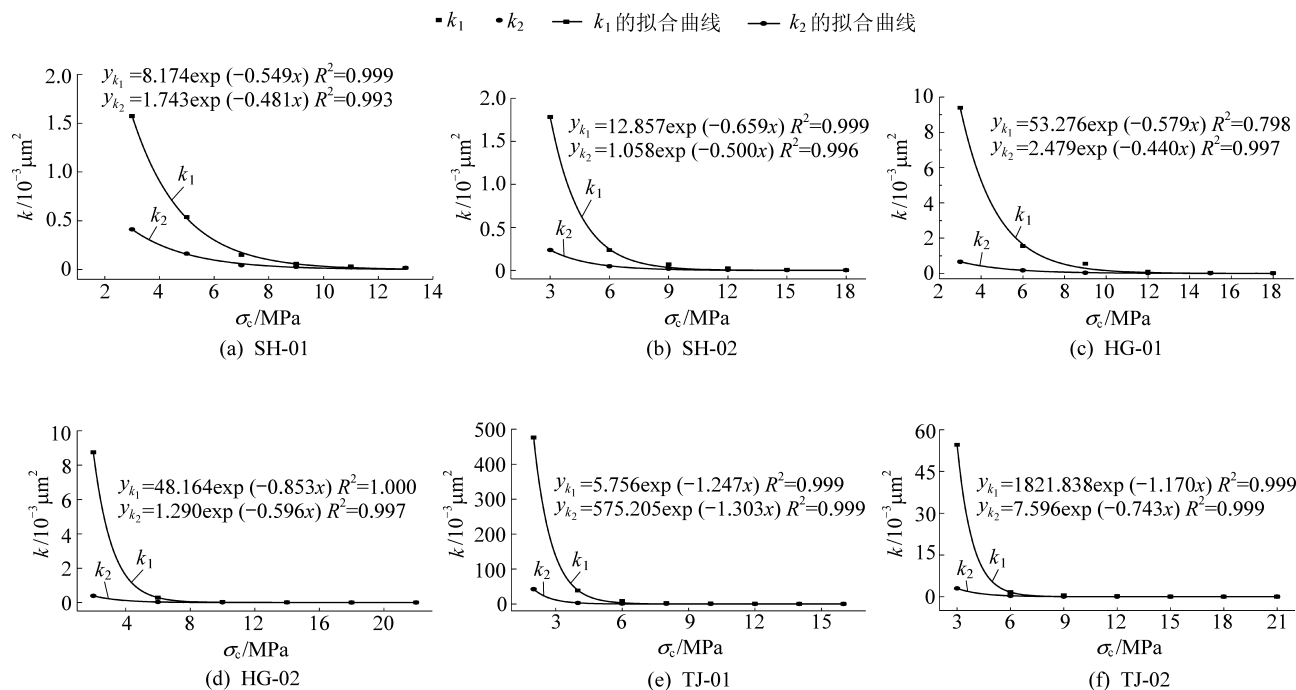 k₁ k₂ k₁的拟合曲线 k₂的拟合曲线
y_k₁=8.174exp (−0.549x) R²=0.999
y_k₂=1.743exp (−0.481x) R²=0.993
2.0
1.5
1.0
0.5
0
k/10⁻³μm²
k₁
k₂
2 4 6 8 10 12 14
σc/MPa
(a) SH-01
y_k₁=12.857exp (−0.659x) R²=0.999
y_k₂=1.058exp (−0.500x) R²=0.996
2.0
1.5
1.0
0.5
0
k/10⁻³μm²
k₁
k₂
3 6 9 12 15 18
σc/MPa
(b) SH-02
y_k₁=53.276exp (−0.579x) R²=0.798
y_k₂=2.479exp (−0.440x) R²=0.997
10
8
6
4
2
0
k/10⁻³μm²
k₁
k₂
2 4 6 8 10 12 14 16 18
σc/MPa
(c) HG-01
10
8
6
4
2
0
k/10⁻³μm²
y_k₁=48.164exp (−0.853x) R²=1.000
y_k₂=1.290exp (−0.596x) R²=0.997
k₂
k₁
4 8 12 16 20
σc/MPa
(d) HG-02
500
400
300
200
100
0
k/10⁻³μm²
y_k₁=5.756exp (−1.247x) R²=0.999
y_k₂=575.205exp (−1.303x) R²=0.999
k₂
k₁
3 6 9 12 15
σc/MPa
(e) TJ-01
60
45
30
15
0
k/10⁻³μm²
y_k₁=1821.838exp (−1.170x) R²=0.999
y_k₂=7.596exp (−0.743x) R²=0.999
k₂
k₁
3 6 9 12 15 18 21
σc/MPa
(f) TJ-02